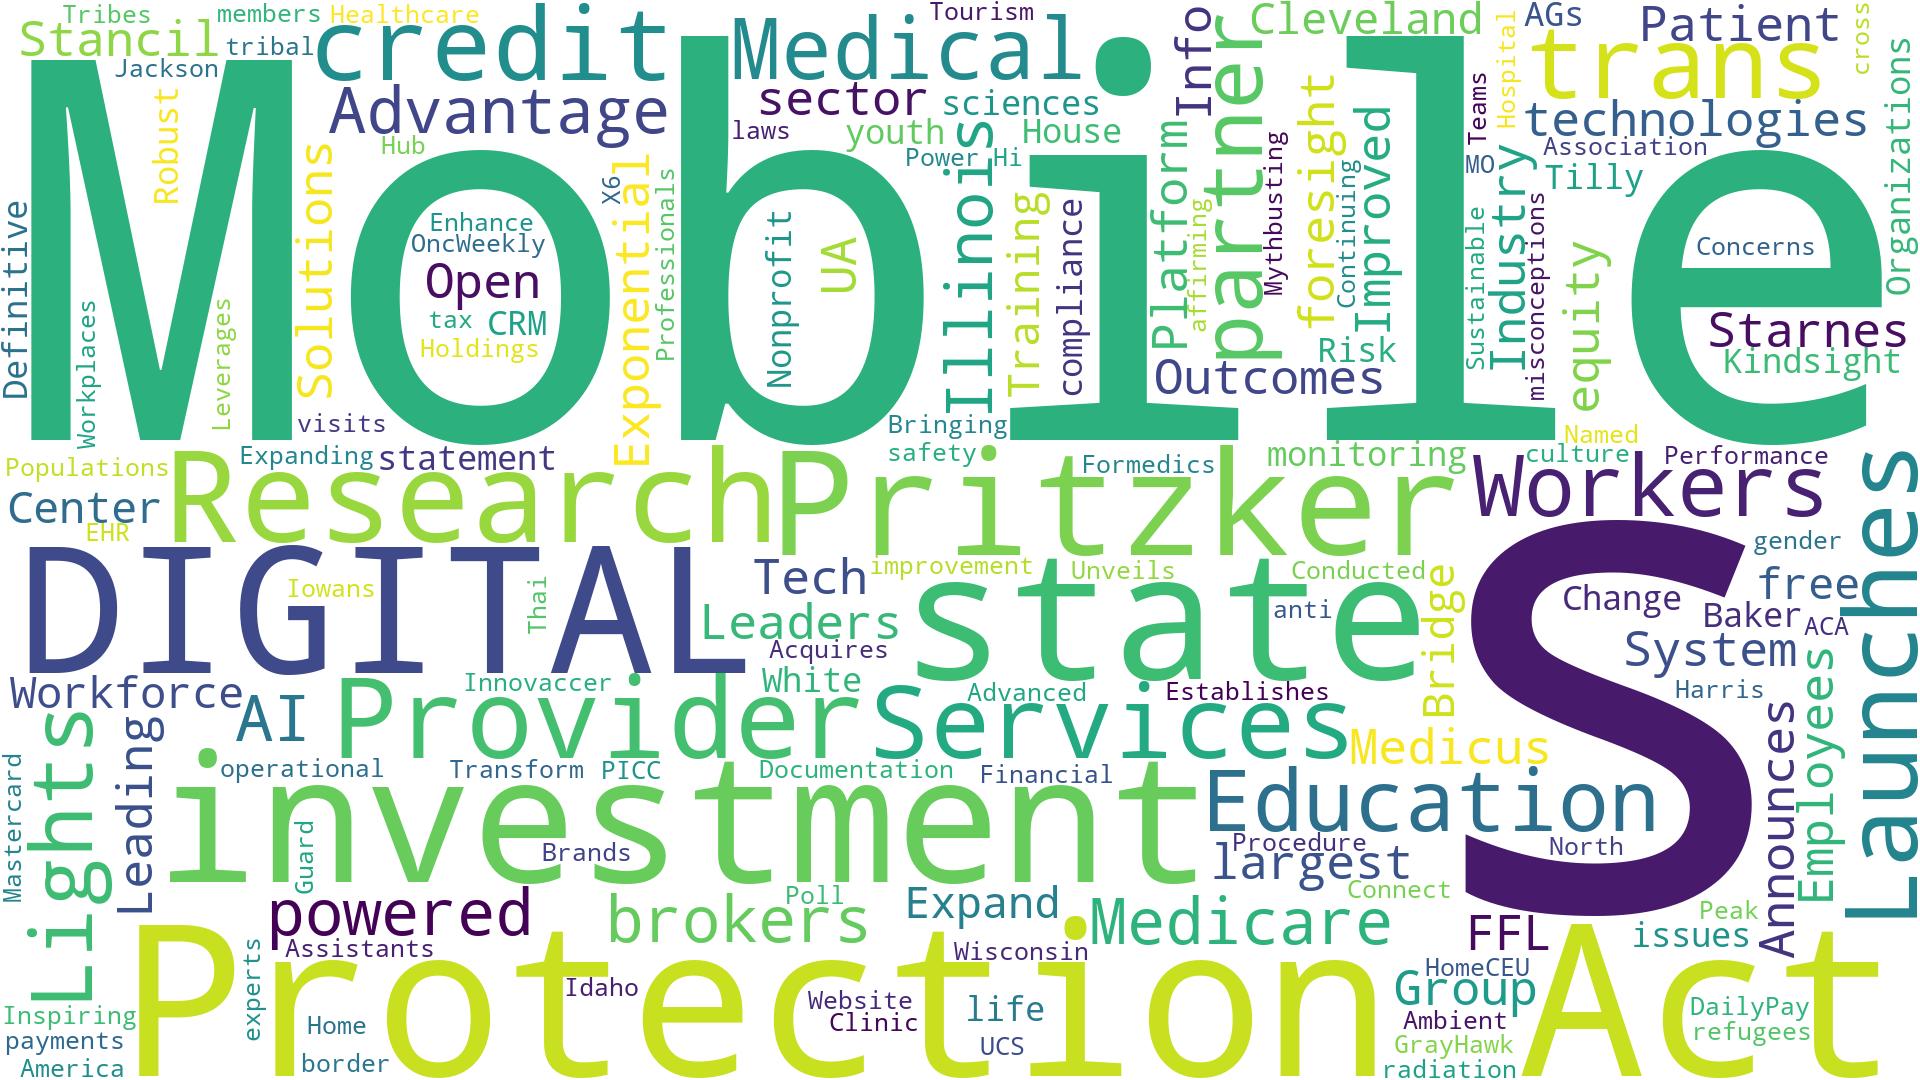 Tribes
members
Healthcare
Stancil
tribal
Jackson
credit
Medical
Tourism
Info
partner
Cleveland
AGs
Patient
trans
cross
Organizations
Mobile
Advantage
sector
sciences
laws
youth
House
Hub
Power Hi
Robust
Solutions
Exponential
X6
Professionals
Illinois
Training
compliance
Platform
affirming
Mythbusting
foresight
Continuing
Improved
Teams
Hospital
MO
technologies
Association
Tilly
Industry
Sustainable
misconceptions
equity
Concerns
Starnes
Kindsight
Definitive
Workplaces
Leverages
Enhance
OncWeekly
Open
tax
CRM
Holdings
Nonprofit
UA
Risk
Outcomes
visits
Bringing
safety
Named
culture
Performance
Populations
Expanding
statement
Formedics
monitoring
Center
EHR
Research
Pritzker
Workers
Launches
DIGITAL
Iowans
Thai
Tech
improvement
Unveils
Conducted
Leaders
state
anti
Bridge
S
gender
free
Change
Baker
ACA
System
Harris
Acquires
Workforce
AI
Innovaccer
White
Advanced
Establishes
Provider
Services
Medicus
Announces
Employees
Lights
Leading
Mastercard
operational
Transform
PICC
Documentation
Financial
investment
Education
Guard
Brands
Procedure
largest
North
Connect
Poll
powered
brokers
Expand
Medicare
FFL
Peak
issues
Assistants
Wisconsin
Protection
Act
experts
Idaho
HomeCEU
Group
Website
Clinic
life
UCS
Inspiring
payments
America
Home
border
Ambient
GrayHawk
radiation
DailyPay
refugees